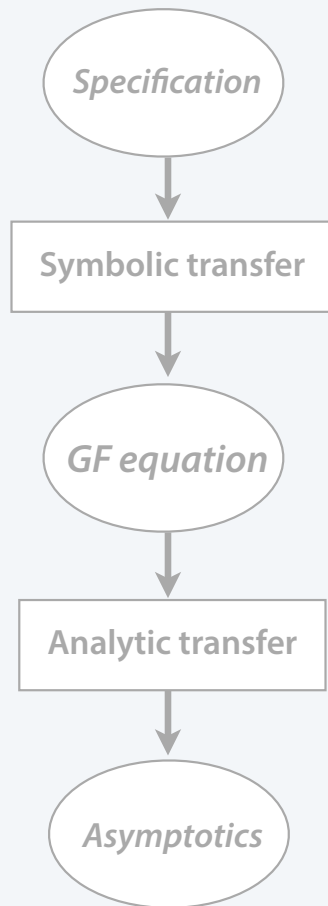 Specification
Symbolic transfer
GF equation
Analytic transfer
Asymptotics